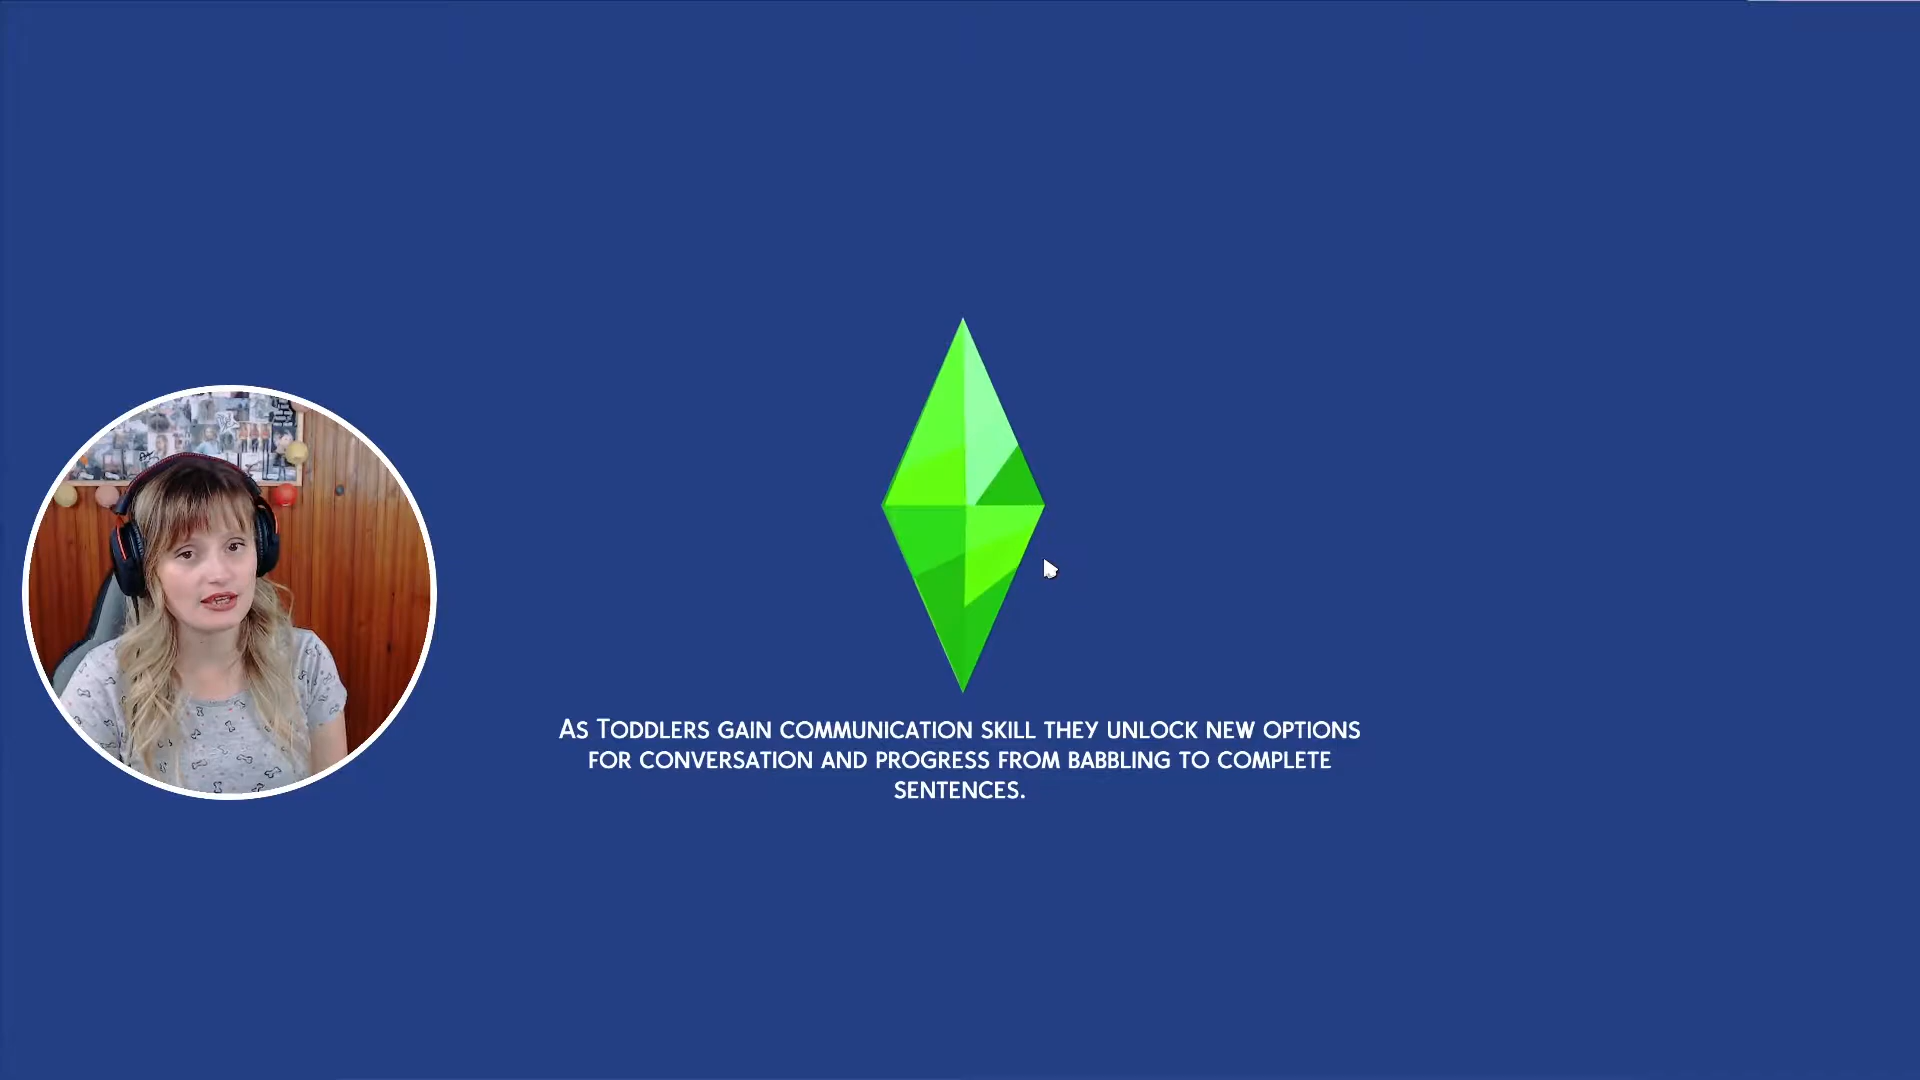 As Toddlers gain communication skill they unlock new options
for conversation and progress from babbling to complete
sentences.